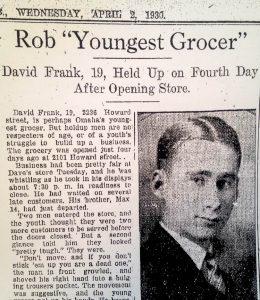 S., WEDNESDAY, APRIL 2, 1930.
Rob "Youngest Grocer"
David Frank, 19, Held Up on Fourth Day
After Opening Store.
David Frank, 19, 2236 Howard
street, is perhaps Omaha's young-
est grocer. But holdup men are no
respecters of age, or of a youth's
struggle to build up a business.
The grocery was opened just four
days ago at 2101 Howard street.
Business had been pretty fair at
Dave's store Tuesday, and he was
whistling as he took in his displays
about 7:30 p. m. in readiness to
close. He had waited on several
late customers. His brother, Max
14, had just departed.
Two men entered the store, and
the youth thought they were two
more customers to be served before
the doors closed. But a second
glance told him they looked
"pretty tough." They were.
"Don't move; and if you don't
stick 'em up you are a dead one,"
the man in front growled, and
shoved his right hand into a bulg-
ing trousers pocket. The movement
was suggestive, and the young